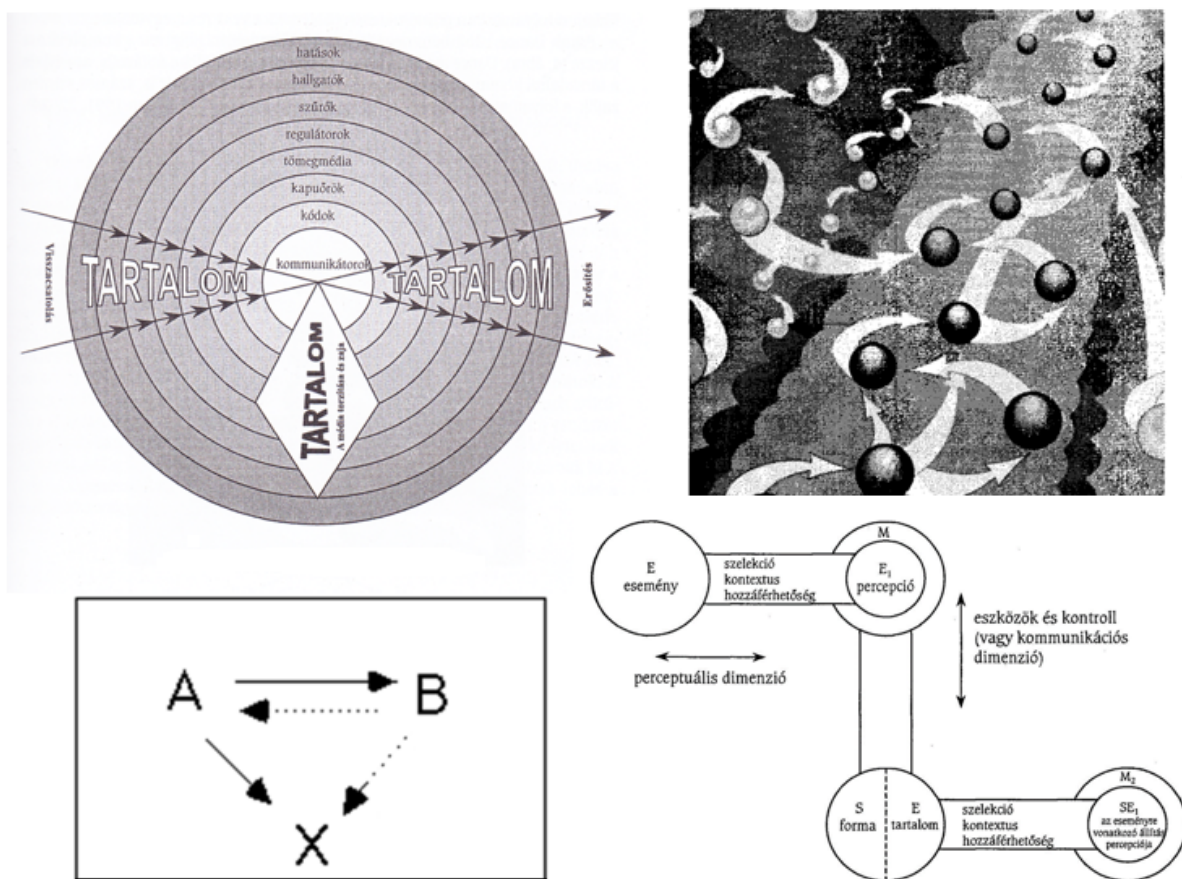 hatások
hallgatók
szűrők
regulátorok
tömegmédia
kapuőrök
kódok
kommunikátorok
Visszacsatolás
TARTALOM
TARTALOM
Erősítés
TARTALOM
A média torzítása és zaja
A
B
X
E
esemény
szelekció
kontextus
hozzáférhetőség
M
E₁
percepció
perceptuális dimenzió
eszközök és kontroll
(vagy kommunikációs
dimenzió)
S
forma
E
tartalom
szelekció
kontextus
hozzáférhetőség
M₂
SE₁
az eseményre
vonatkozó állítás
percepciója